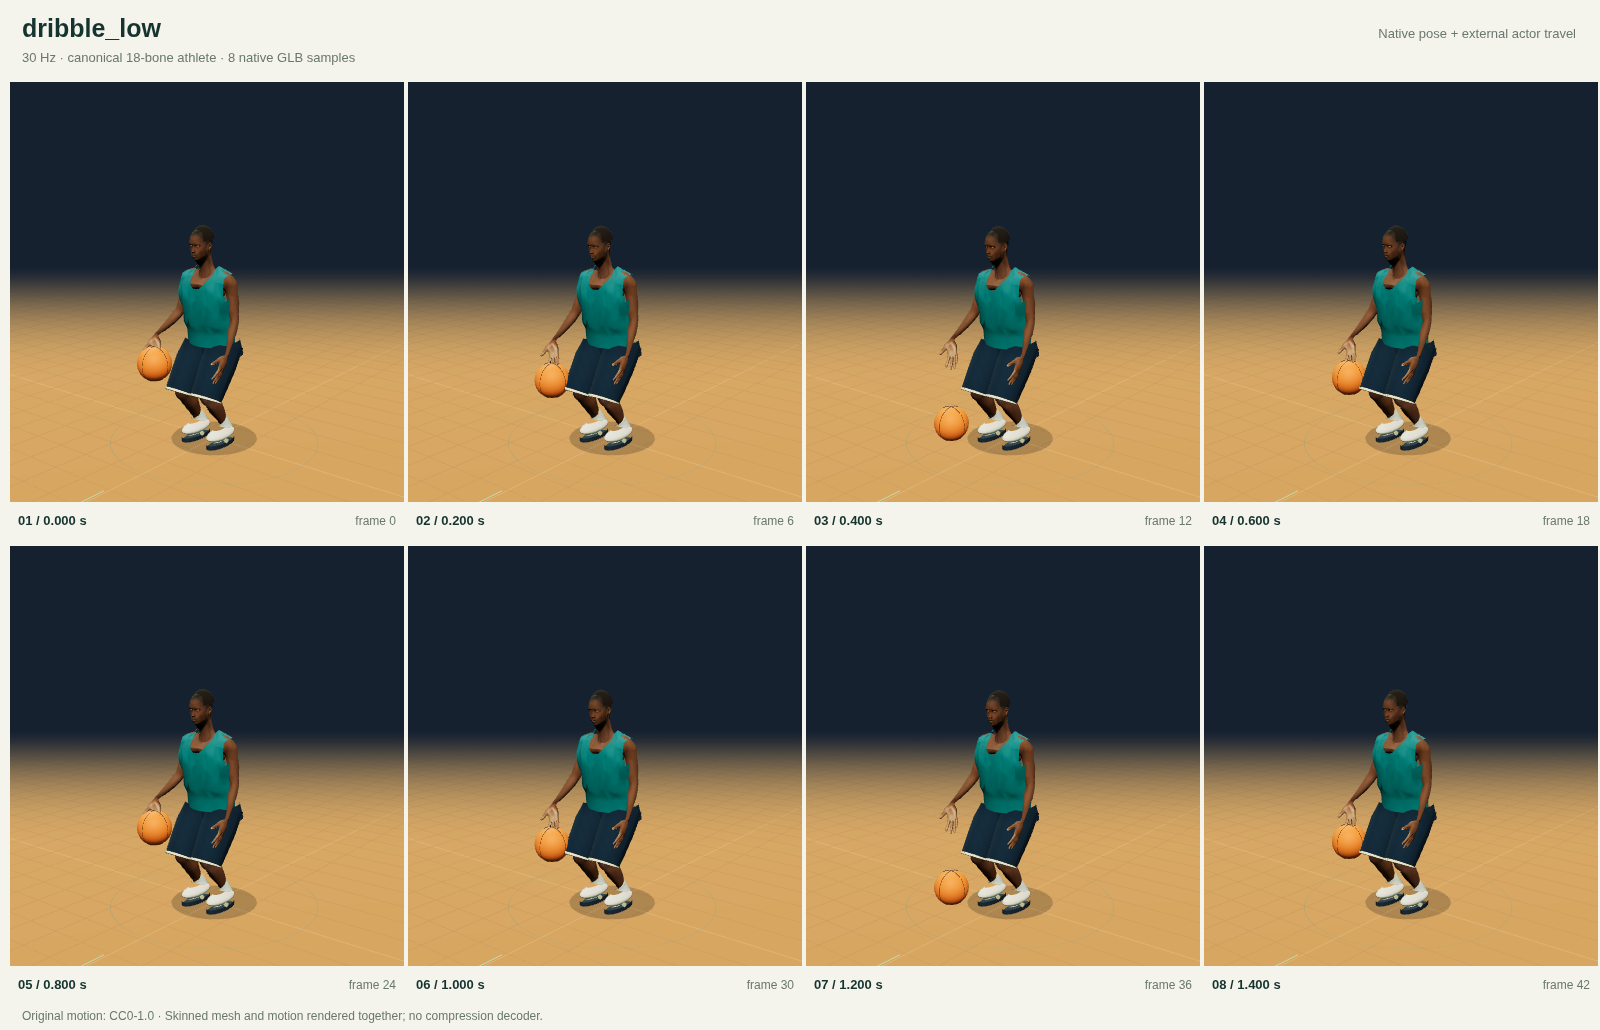 dribble_low
Native pose + external actor travel
30 Hz · canonical 18-bone athlete · 8 native GLB samples
01 / 0.000 s frame 0
02 / 0.200 s frame 6
03 / 0.400 s frame 12
04 / 0.600 s frame 18
05 / 0.800 s frame 24
06 / 1.000 s frame 30
07 / 1.200 s frame 36
08 / 1.400 s frame 42
Original motion: CC0-1.0 · Skinned mesh and motion rendered together; no compression decoder.